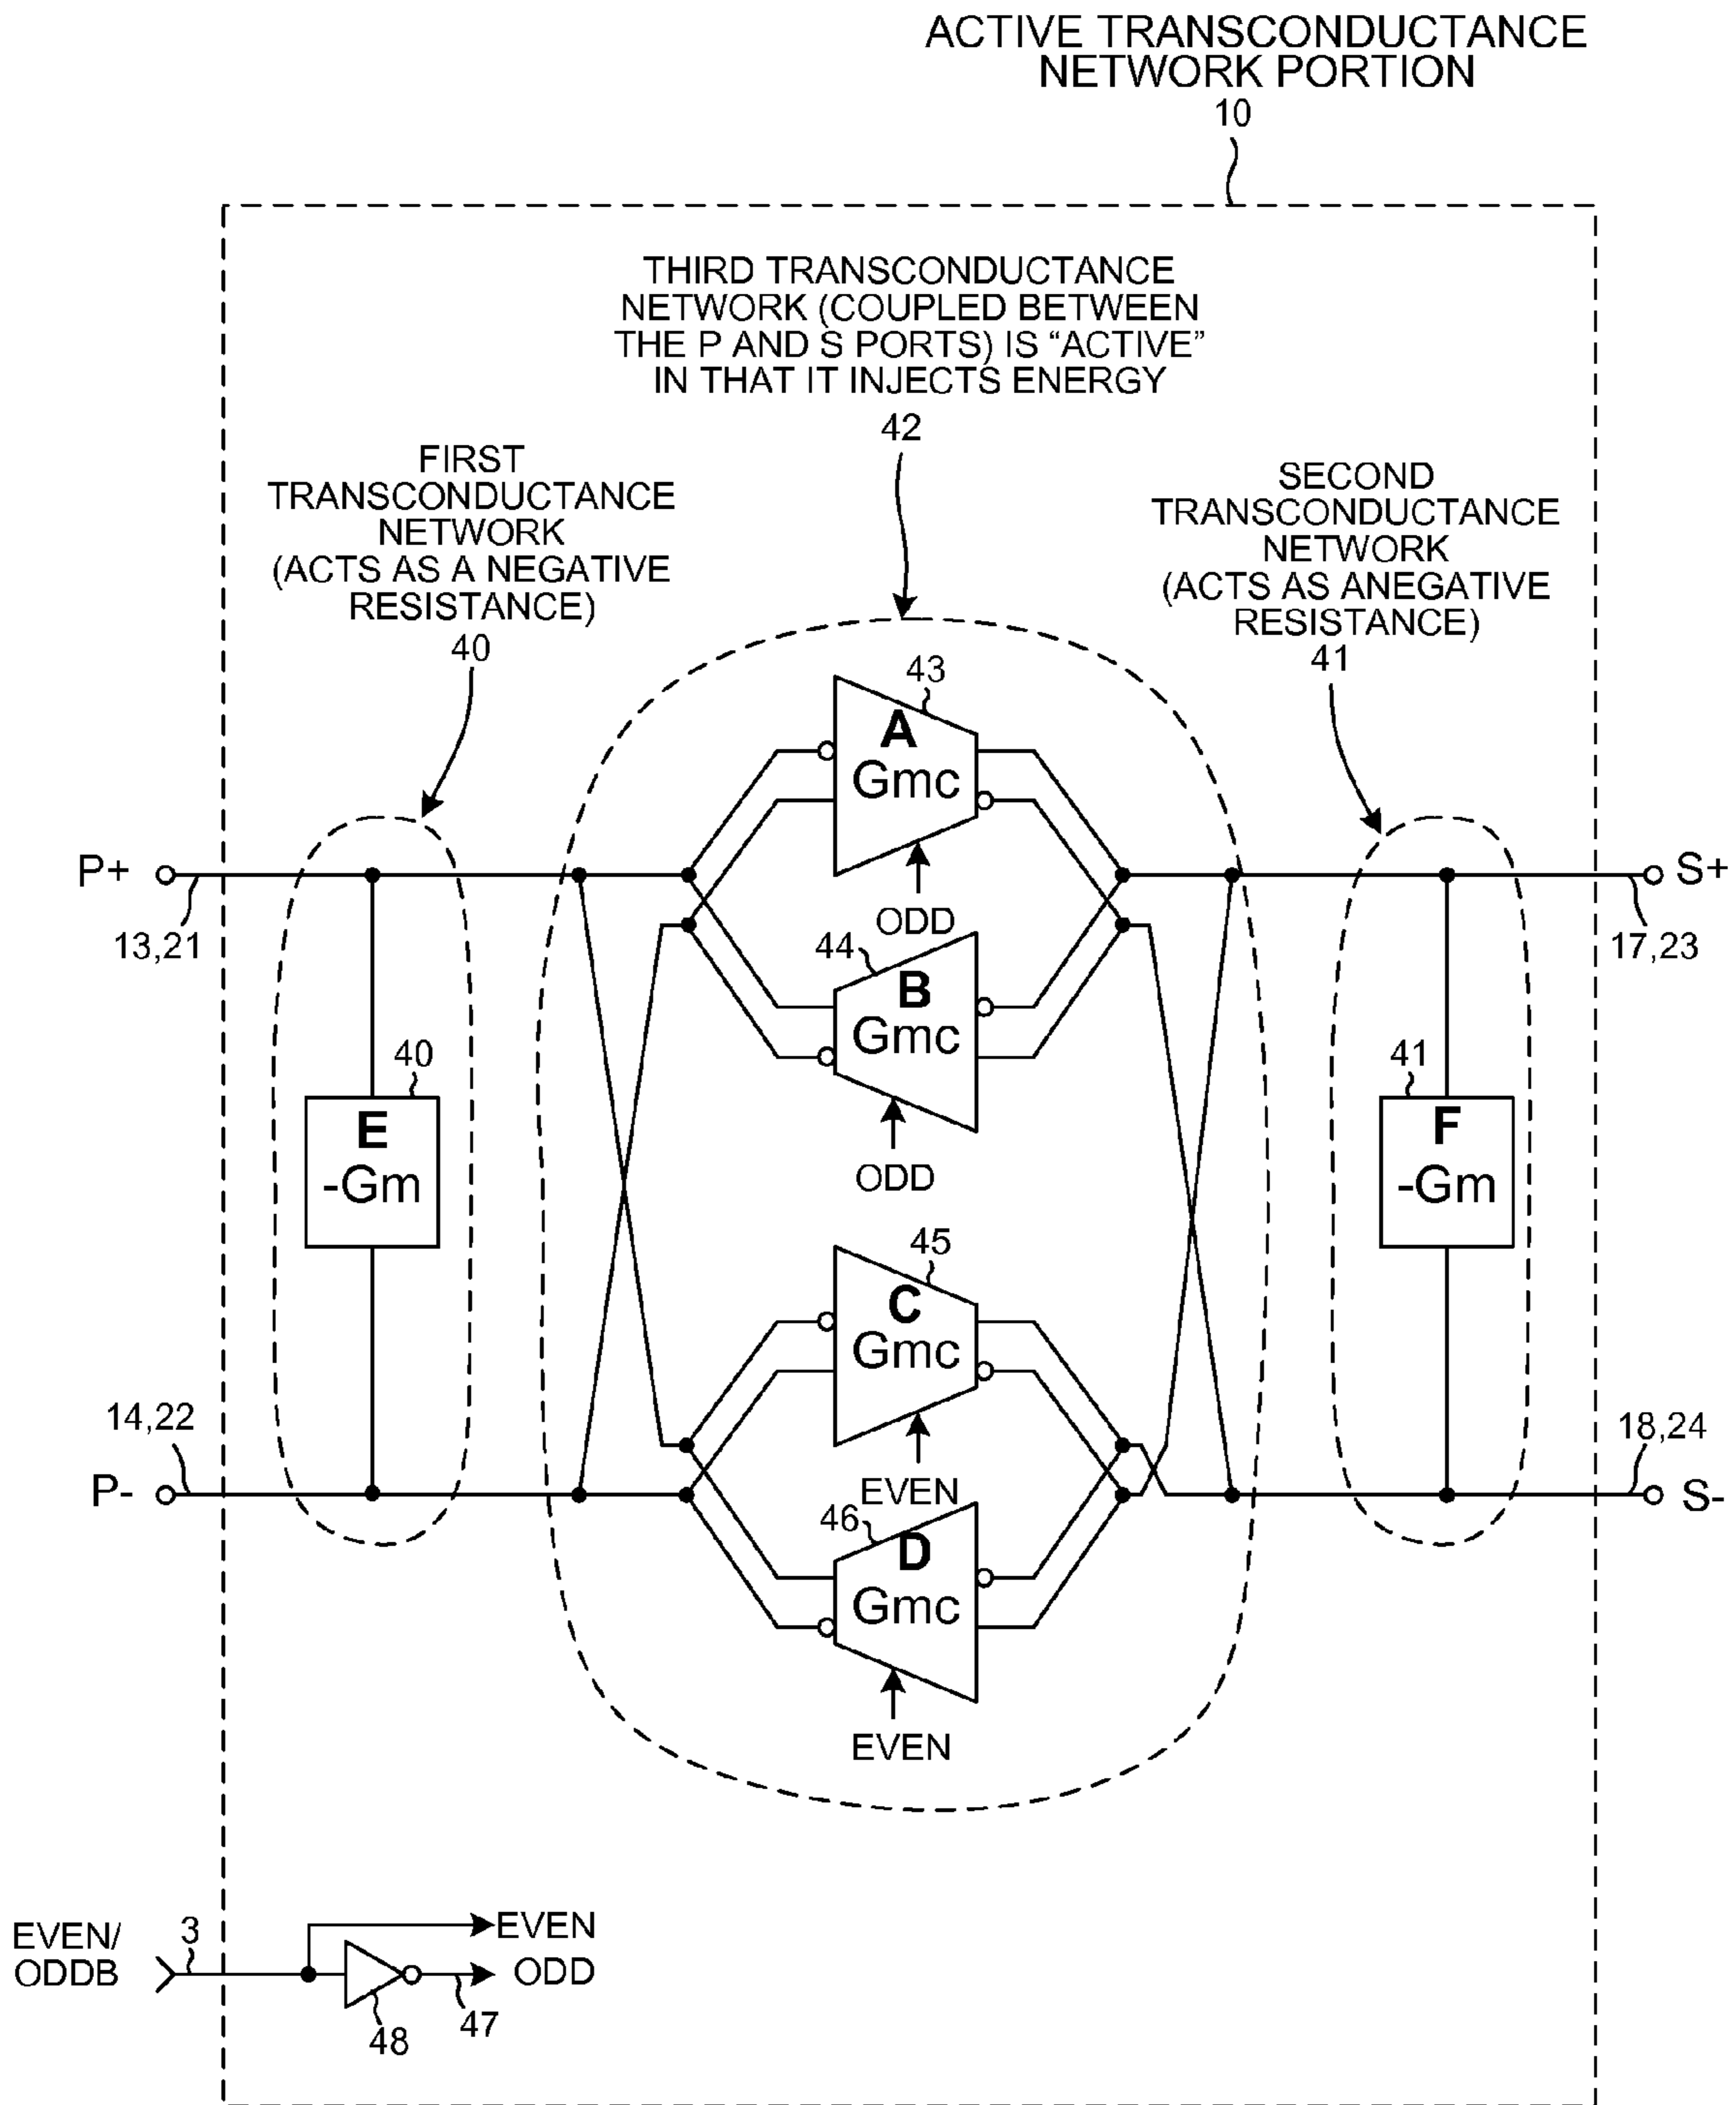 ACTIVE TRANSCONDUCTANCE
NETWORK PORTION
10
THIRD TRANSCONDUCTANCE
NETWORK (COUPLED BETWEEN
THE P AND S PORTS) IS “ACTIVE”
IN THAT IT INJECTS ENERGY
42
FIRST
TRANSCONDUCTANCE
NETWORK
(ACTS AS A NEGATIVE
RESISTANCE)
40
SECOND
TRANSCONDUCTANCE
NETWORK
(ACTS AS ANEGATIVE
RESISTANCE)
41
43
A
Gmc
ODD
P+
13,21
S+
17,23
44
B
Gmc
ODD
40
E
-Gm
41
F
-Gm
45
C
Gmc
EVEN
14,22
P-
18,24
S-
46
D
Gmc
EVEN
EVEN/
ODDB
3
EVEN
ODD
48
47